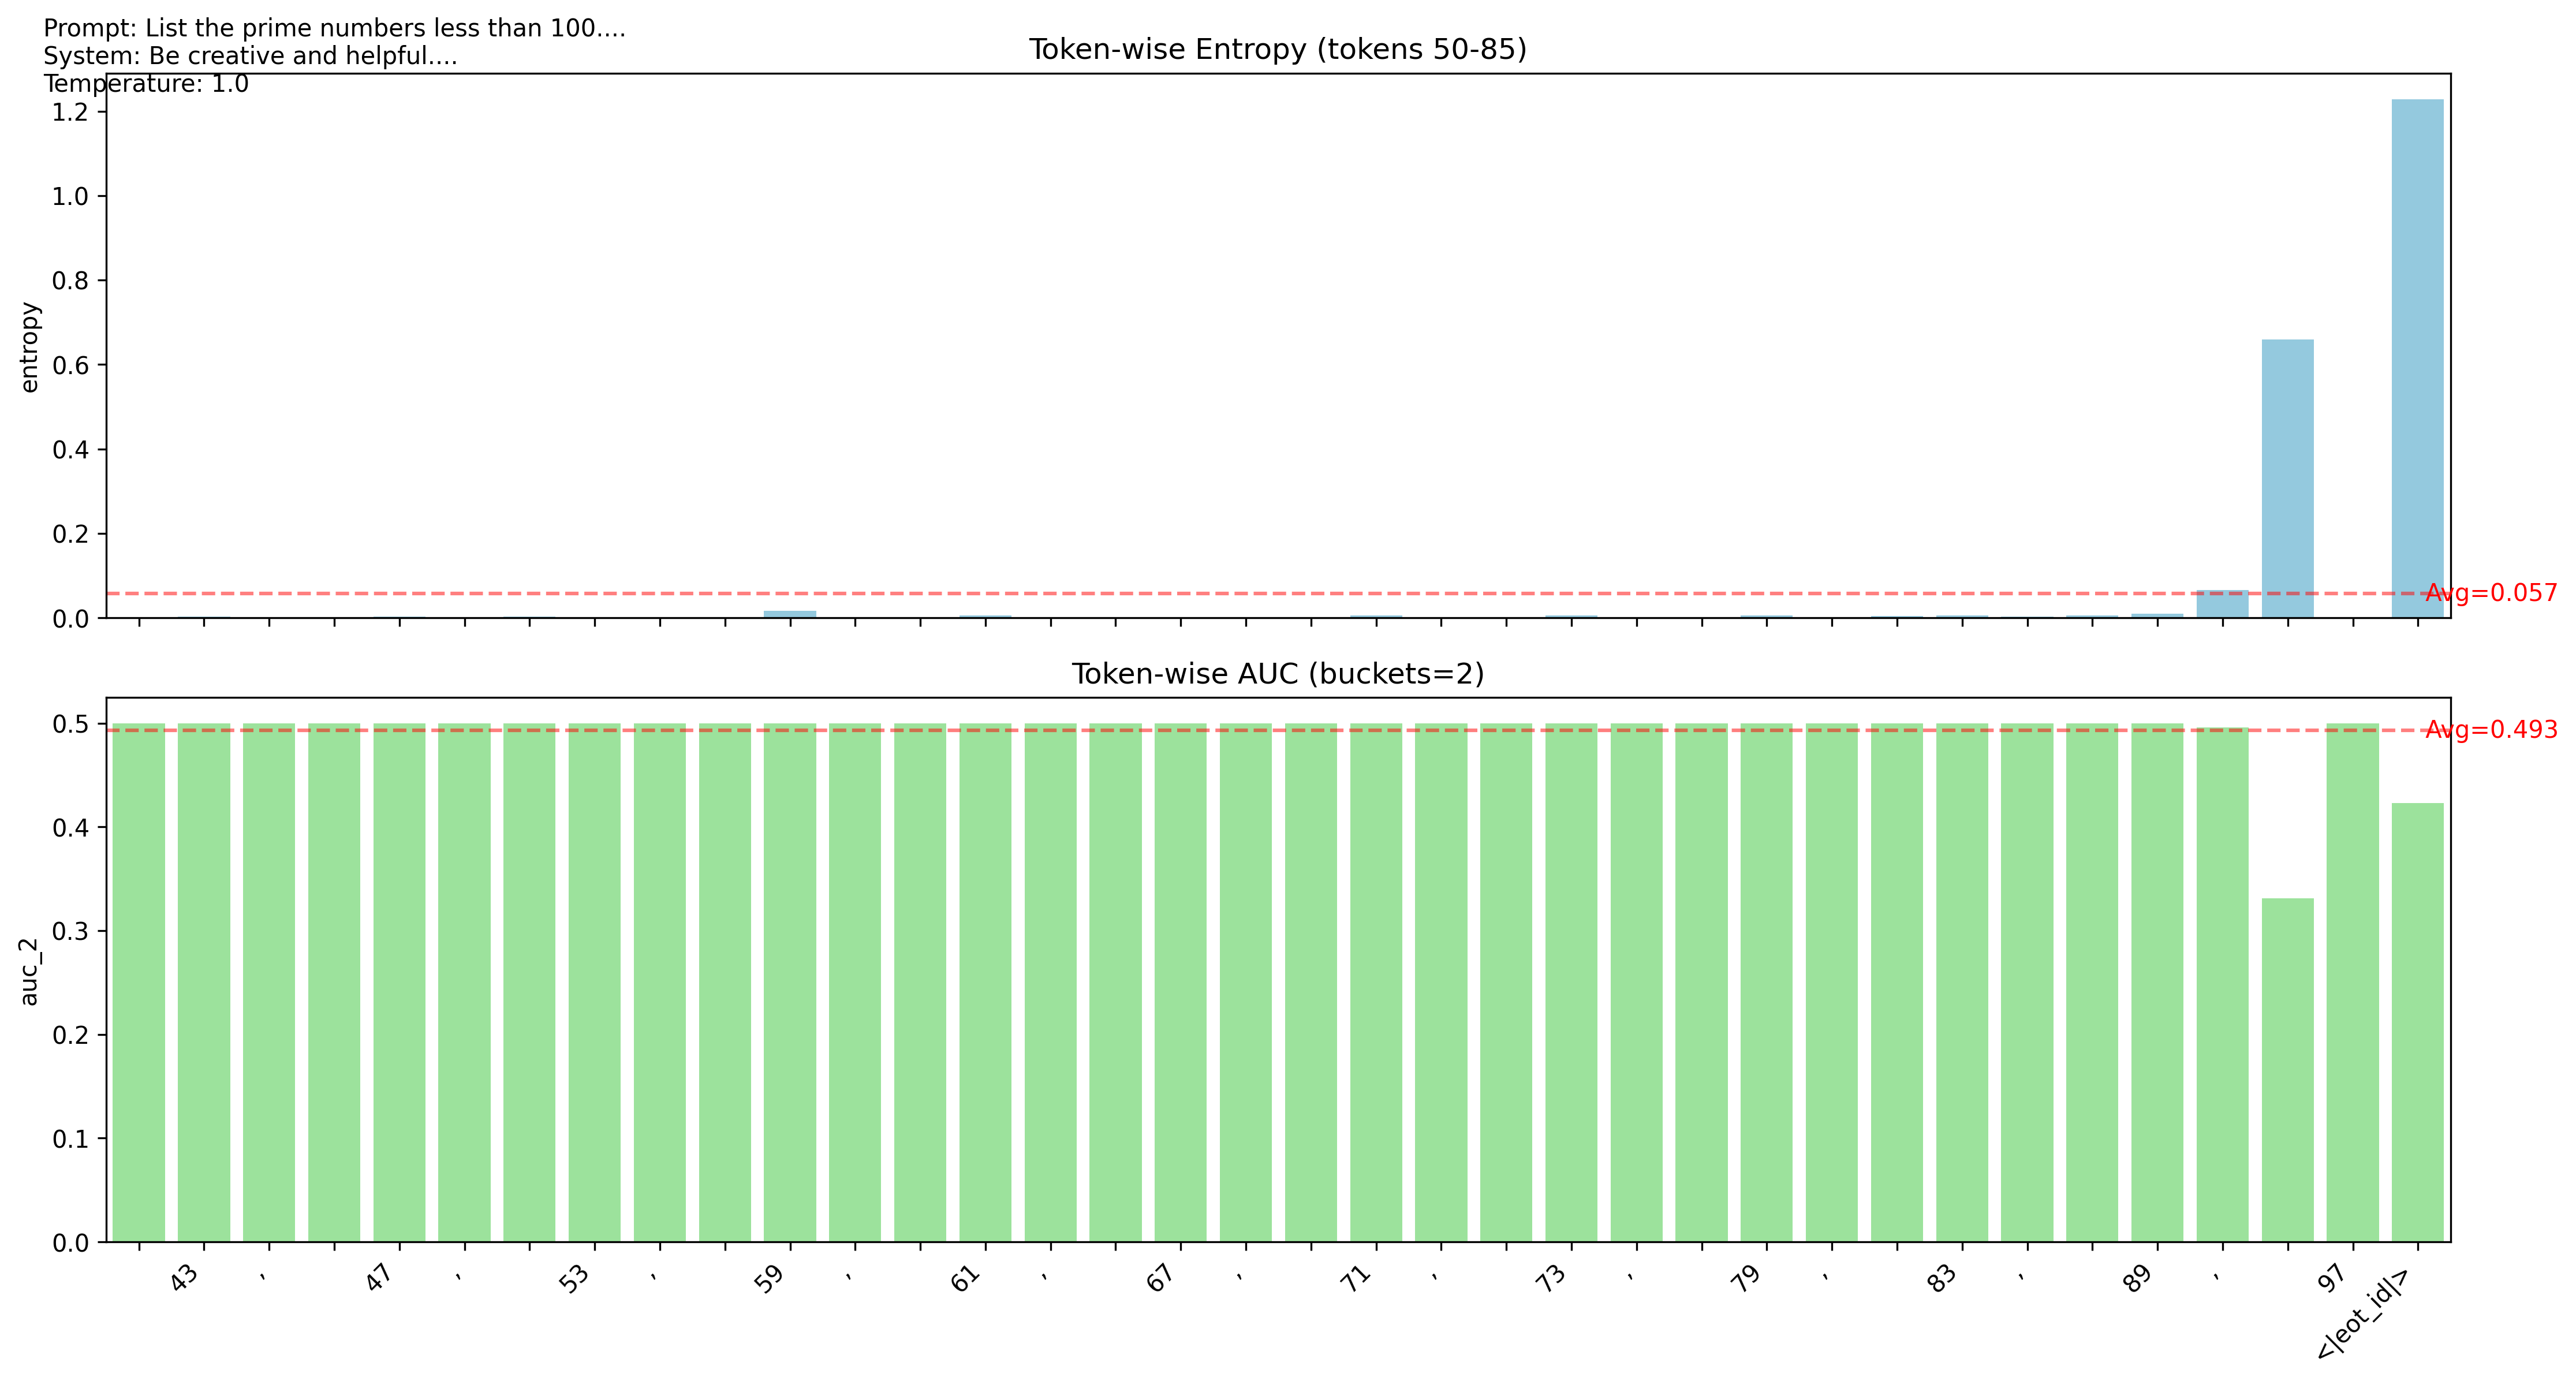 Prompt: List the prime numbers less than 100....
System: Be creative and helpful....
Temperature: 1.0
Token-wise Entropy (tokens 50-85)
entropy
1.2
1.0
0.8
0.6
0.4
0.2
0.0
Avg=0.057
Token-wise AUC (buckets=2)
auc_2
0.5
0.4
0.3
0.2
0.1
0.0
Avg=0.493
43 , 47 , 53 , 59 , 61 , 67 , 71 , 73 , 79 , 83 , 89 , 97 <|eot_id|>